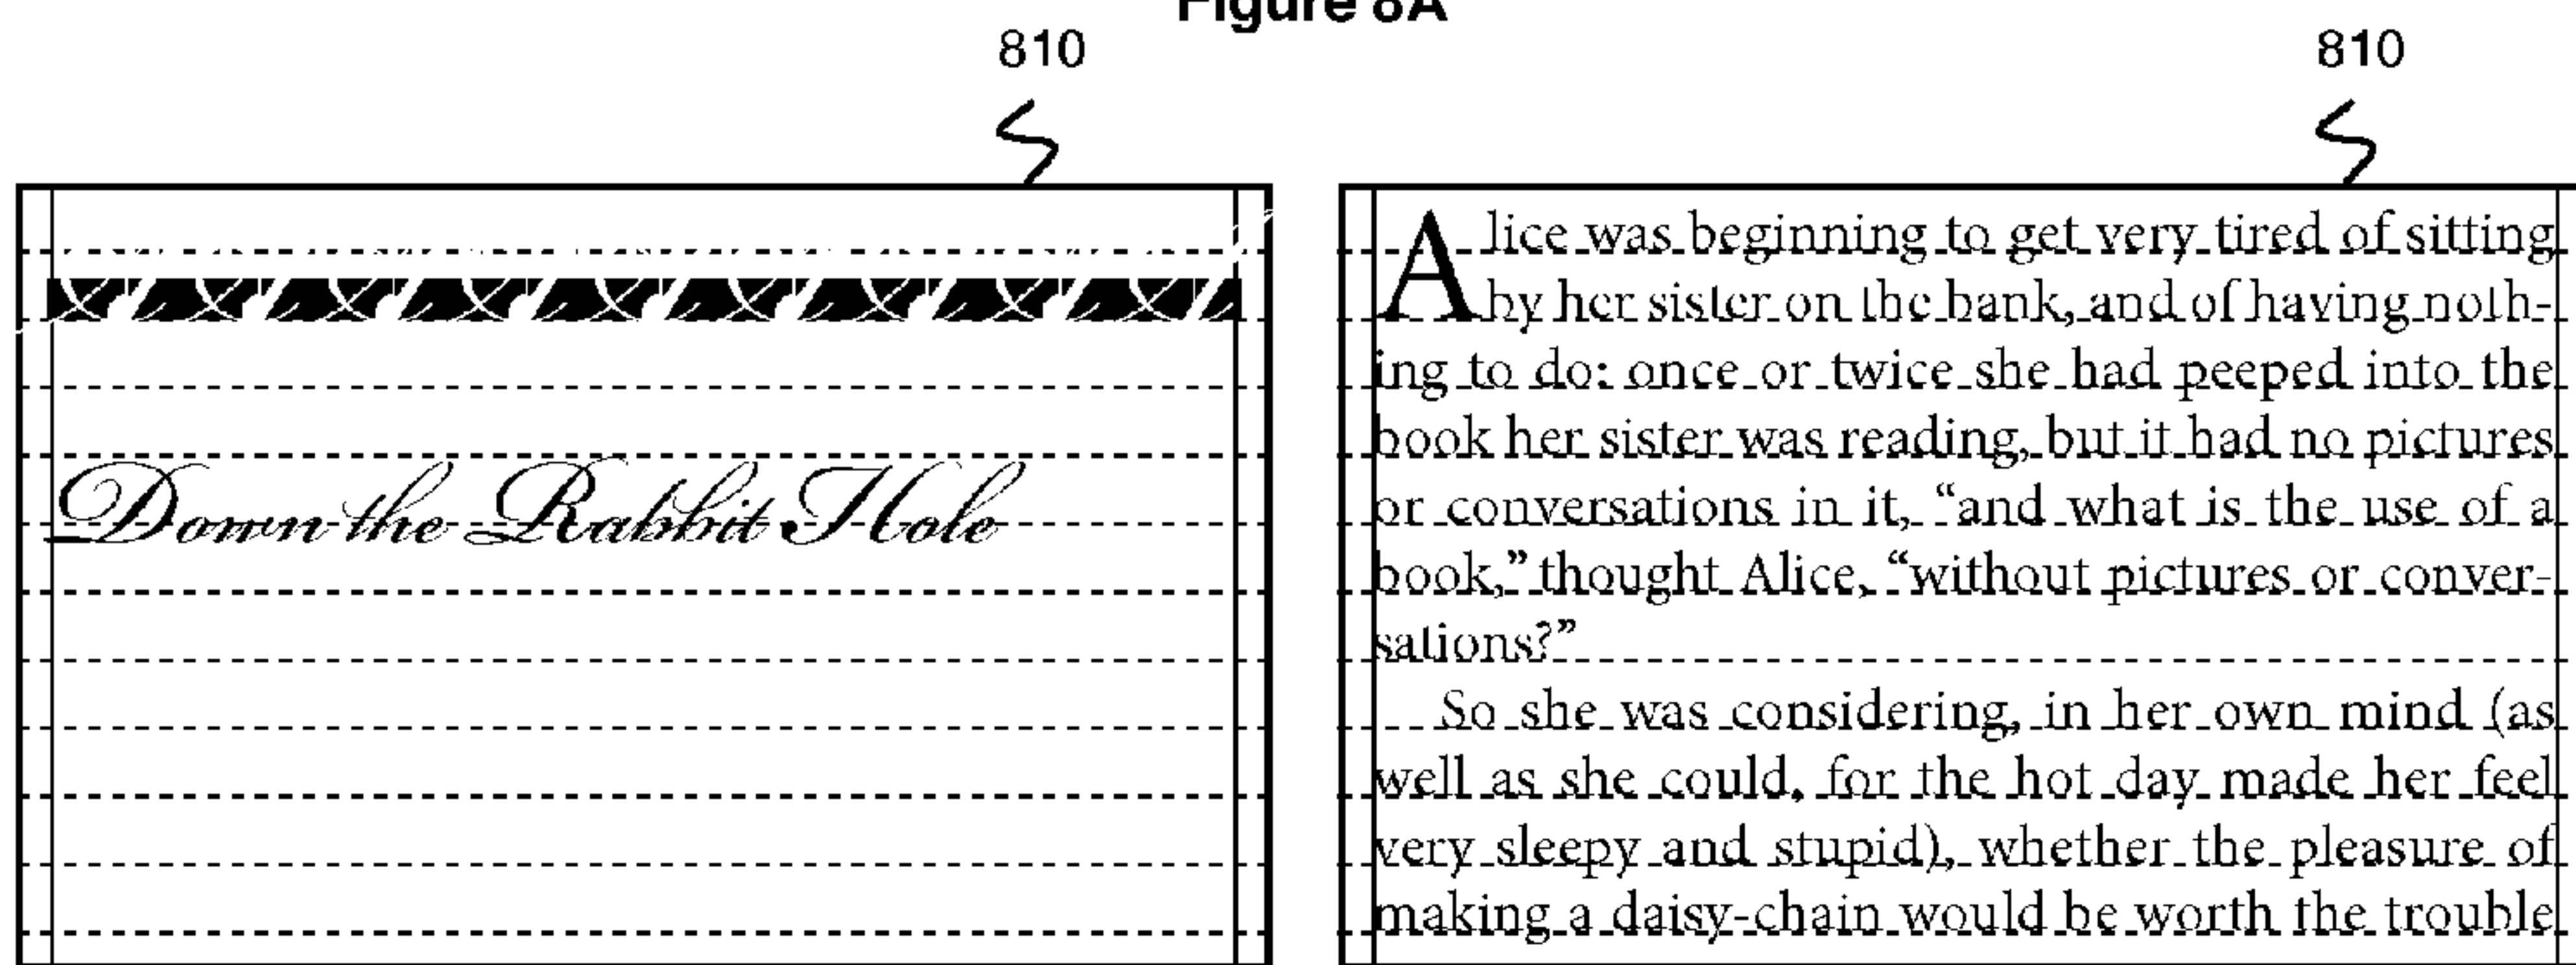 Figure 8A
810
810
Down the Rabbit Hole
Alice was beginning to get very tired of sitting
by her sister on the bank, and of having noth-
ing to do: once or twice she had peeped into the
book her sister was reading, but it had no pictures
or conversations in it, “and what is the use of a
book,” thought Alice, “without pictures or conver-
sations?”
So she was considering, in her own mind (as
well as she could, for the hot day made her feel
very sleepy and stupid), whether the pleasure of
making a daisy-chain would be worth the trouble